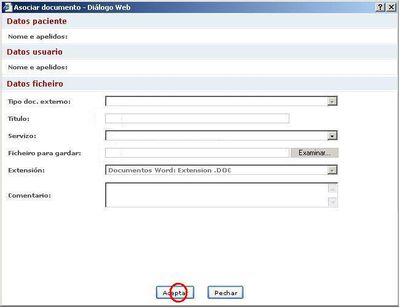 Asociar documento - Diálogo Web
Datos paciente
Nome e apelidos:
Datos usuario
Nome e apelidos:
Datos ficheiro
Tipo doc. externo:
Título:
Servizo:
Ficheiro para gardar: Examinar...
Extensión: Documentos Word: Extension .DOC
Comentario:
Aceptar Pechar